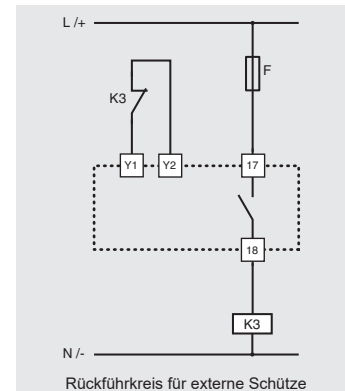 L /+
F
K3
Y1 Y2 17
18
K3
N /-
Rückführkreis für externe Schütze